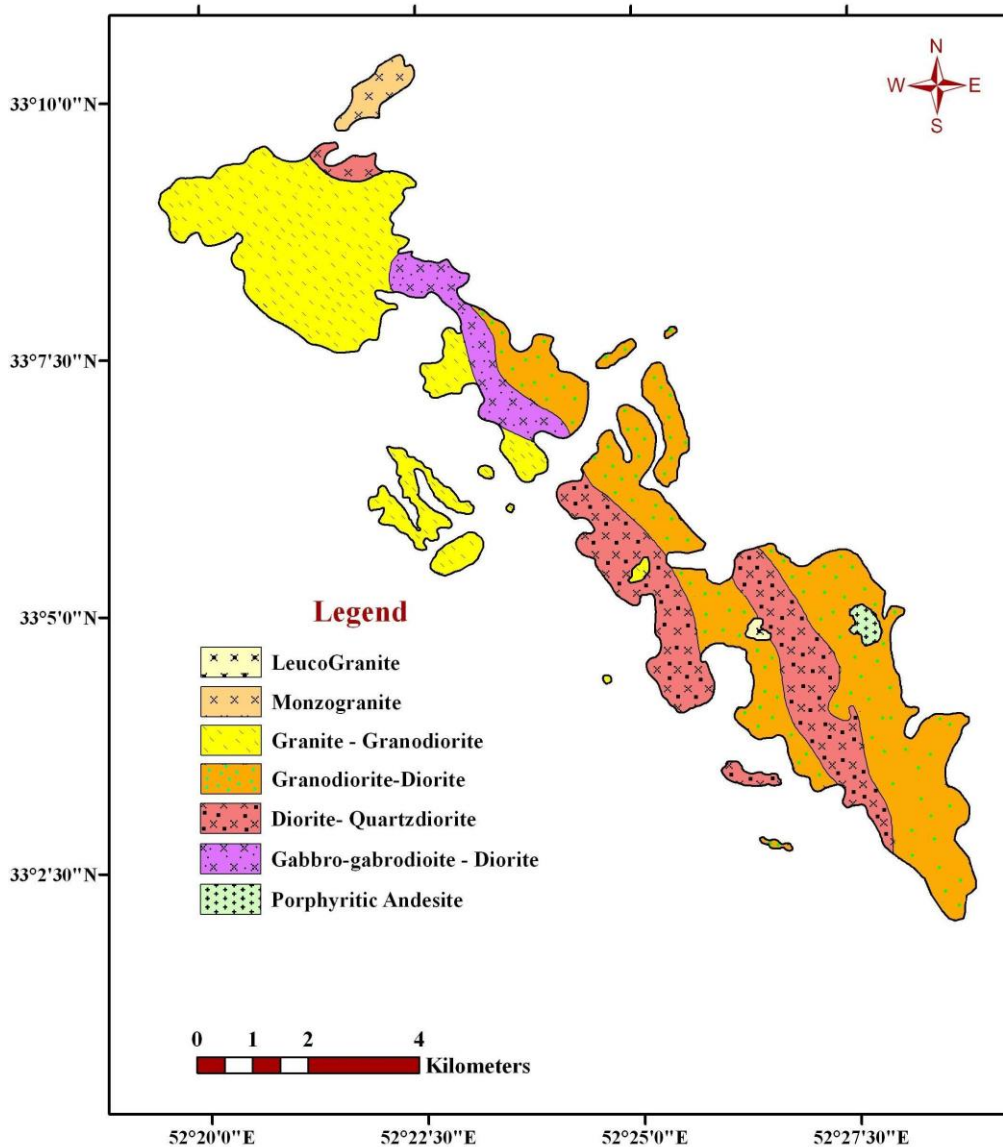 N
W E
S
33°10'0"N
33°7'30"N
33°5'0"N
33°2'30"N
Legend
LeucoGranite
Monzogranite
Granite - Granodiorite
Granodiorite-Diorite
Diorite- Quartzdiorite
Gabbro-gabrodioite - Diorite
Porphyritic Andesite
0 1 2 4
Kilometers
52°20'0"E 52°22'30"E 52°25'0"E 52°27'30"E